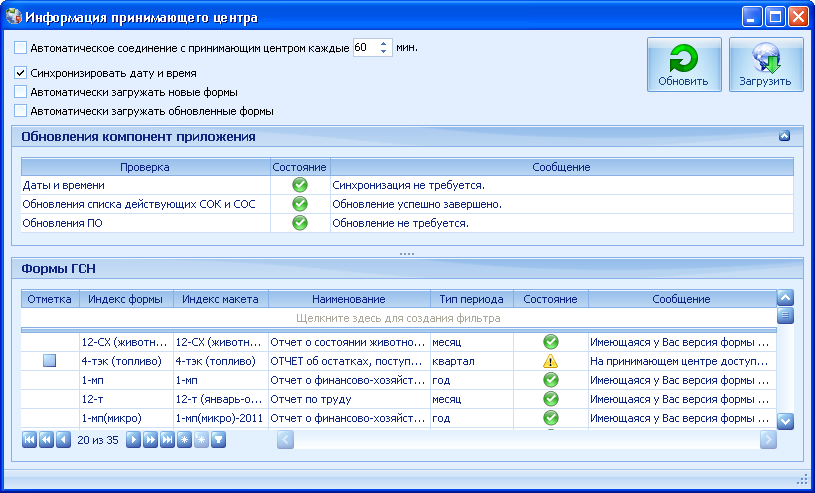 Информация принимающего центра
Автоматическое соединение с принимающим центром каждые 60 мин.
Синхронизировать дату и время
Автоматически загружать новые формы
Автоматически загружать обновленные формы
Обновить
Загрузить
Обновления компонент приложения
Проверка Состояние Сообщение
Даты и времени Синхронизация не требуется.
Обновления списка действующих СОК и СОС Обновление успешно завершено.
Обновления ПО Обновление не требуется.
Формы ГСН
Отметка Индекс формы Индекс макета Наименование Тип периода Состояние Сообщение
Щелкните здесь для создания фильтра
12-СХ (животн... 12-СХ (животн... Отчет о состоянии животно... месяц Имеющаяся у Вас версия формы ...
4-тэк (топливо) 4-тэк (топливо) ОТЧЕТ об остатках, поступ... квартал На принимающем центре доступ...
1-мп 1-мп Отчет о финансово-хозяйст... год Имеющаяся у Вас версия формы ...
12-т 12-т (январь-о... Отчет по труду месяц Имеющаяся у Вас версия формы ...
1-мп(микро) 1-мп(микро)-2011 Отчет о финансово-хозяйст... год Имеющаяся у Вас версия формы ...
20 из 35